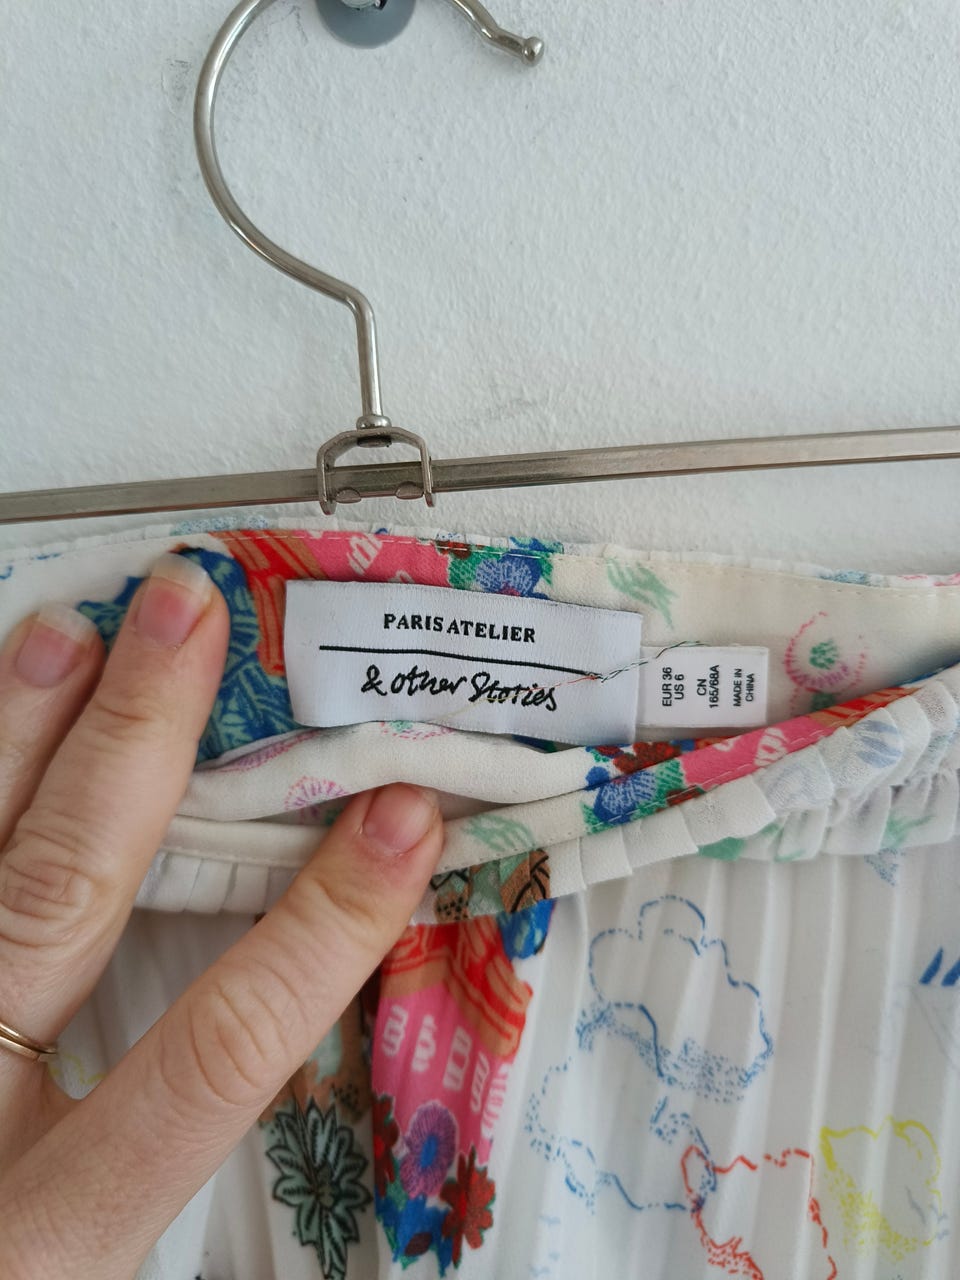 PARIS ATELIER
& other Stories
EUR 36
US 6
CN
165/68A
MADE IN
CHINA